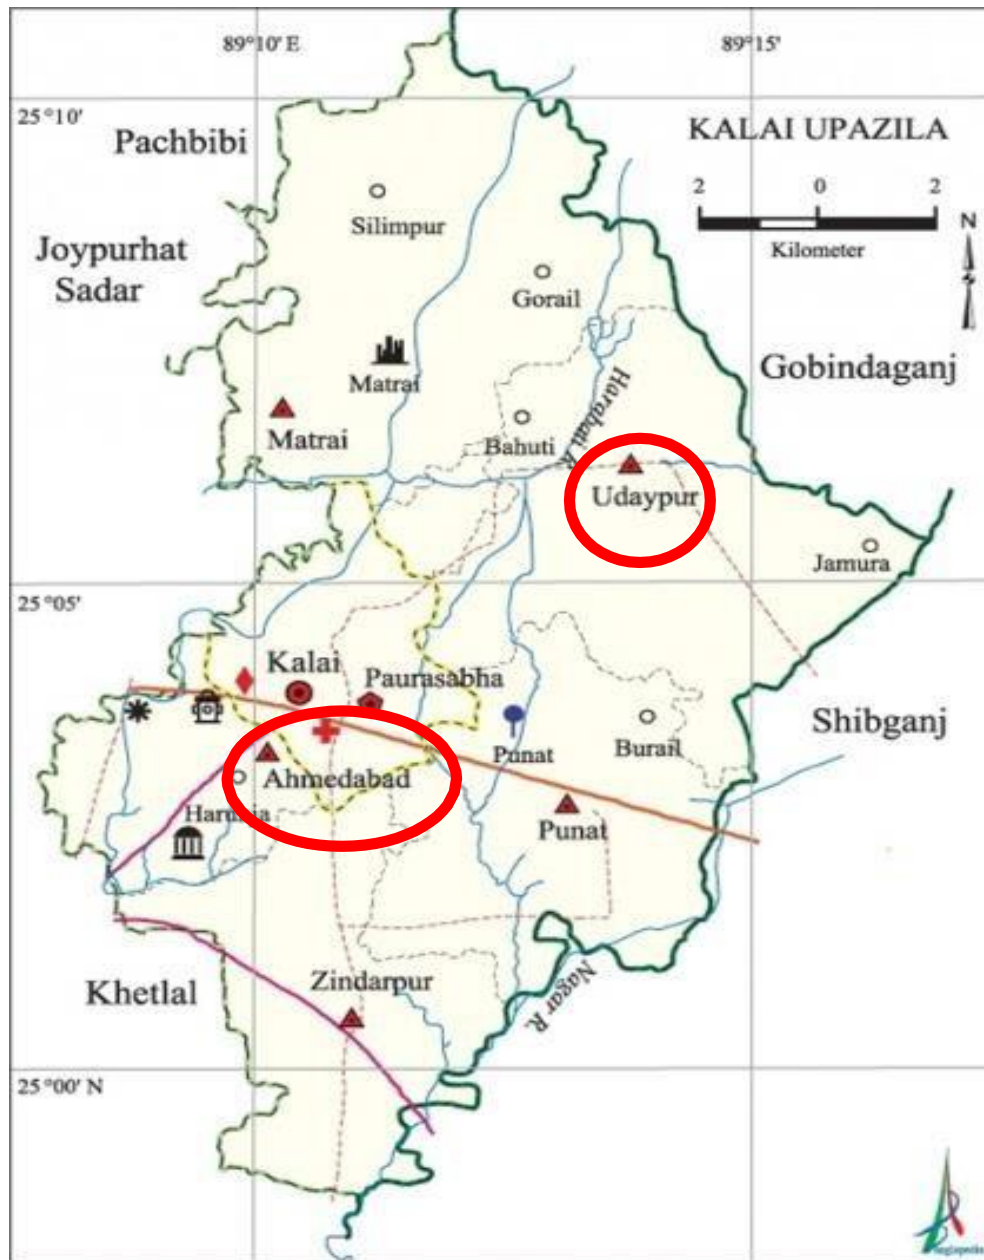 89°10' E
89°15'
25°10'
Pachbibi
KALAI UPAZILA
2 0 2
Kilometer
N
Silimpur
Joypurhat
Sadar
Gorail
Gobindaganj
Matrai
Harabati R.
Matrai
Bahuti
Udaypur
Jamura
25°05'
Kalai
Paurasabha
Shibganj
Punat
Burail
Ahmedabad
Punat
Khetlal
Zindarpur
Nagar R.
25°00' N